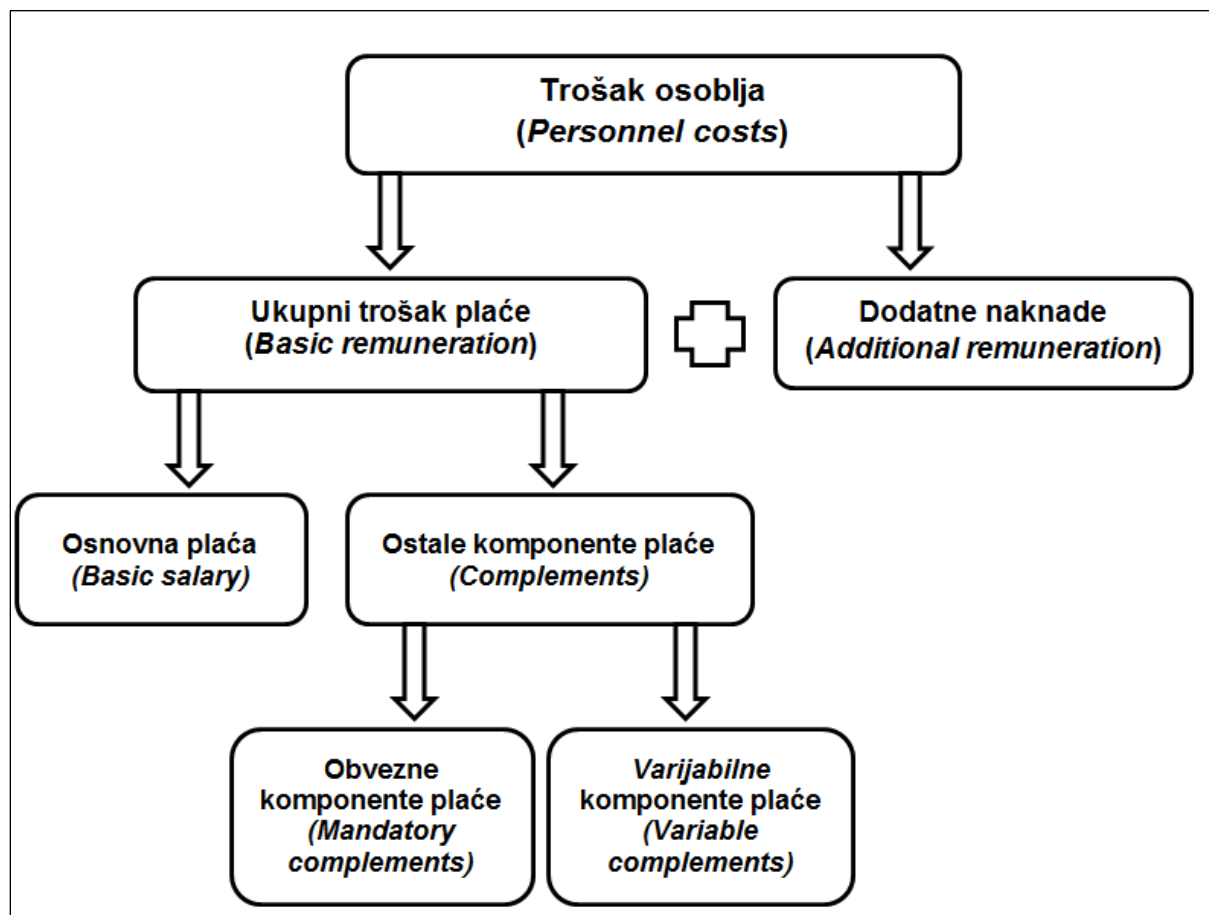 Trošak osoblja
(Personnel costs)
Ukupni trošak plaće
(Basic remuneration)
Dodatne naknade
(Additional remuneration)
Osnovna plaća
(Basic salary)
Ostale komponente plaće
(Complements)
Obvezne
komponente plaće
(Mandatory
complements)
Varijabilne
komponente plaće
(Variable
complements)